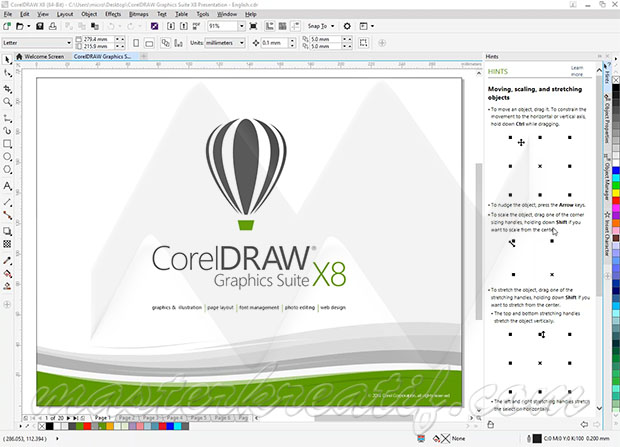 CorelDRAW X8 (64-Bit) - C:\Users\msce\Desktop\CorelDRAW Graphics Suite X8 Presentation - English.cdr
File Edit View Layout Object Effects Bitmaps Text Table Tools Window Help
91% Snap To
Letter 279.4 mm 215.9 mm Units: millimeters 0.1 mm 5.0 mm 5.0 mm
Welcome Screen CorelDRAW Graphics S...
Hints
HINTS Learn more
Moving, scaling, and stretching
objects
• To move an object, drag it. To constrain the
movement to the horizontal or vertical axis,
hold down Ctrl while dragging.
• To nudge the object, press the Arrow keys.
• To scale the object, drag one of the corner
sizing handles, holding down Shift if you
want to scale from the center.
• To stretch the object, drag one of the
stretching handles, holding down Shift if you
want to stretch from the center.
• The top and bottom stretching handles
stretch the object vertically.
• The left and right stretching handles stretch
the selection horizontally.
Hints
Object Properties
Object Manager
Insert Character
CorelDRAW®
Graphics Suite X8
graphics & illustration | page layout | font management | photo editing | web design
© 2016 Corel Corporation, all rights reserved
masterkreatif.com
1 of 20 Page 1 Page 2 Page 3 Page 4 Page 5 Page 6
(286.053, 112.394) None C:0 M:0 Y:0 K:100 0.200 mm